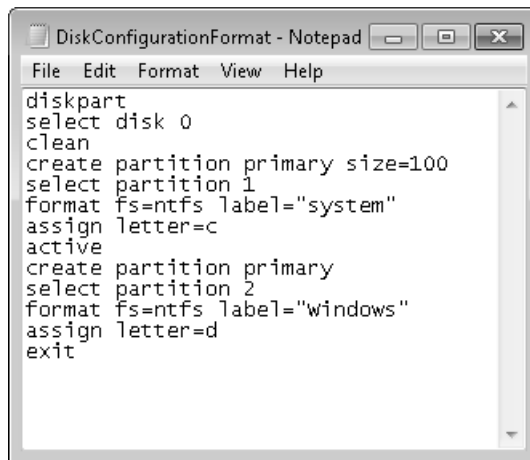 DiskConfigurationFormat - Notepad
File Edit Format View Help
diskpart
select disk 0
clean
create partition primary size=100
select partition 1
format fs=ntfs label="system"
assign letter=c
active
create partition primary
select partition 2
format fs=ntfs label="Windows"
assign letter=d
exit